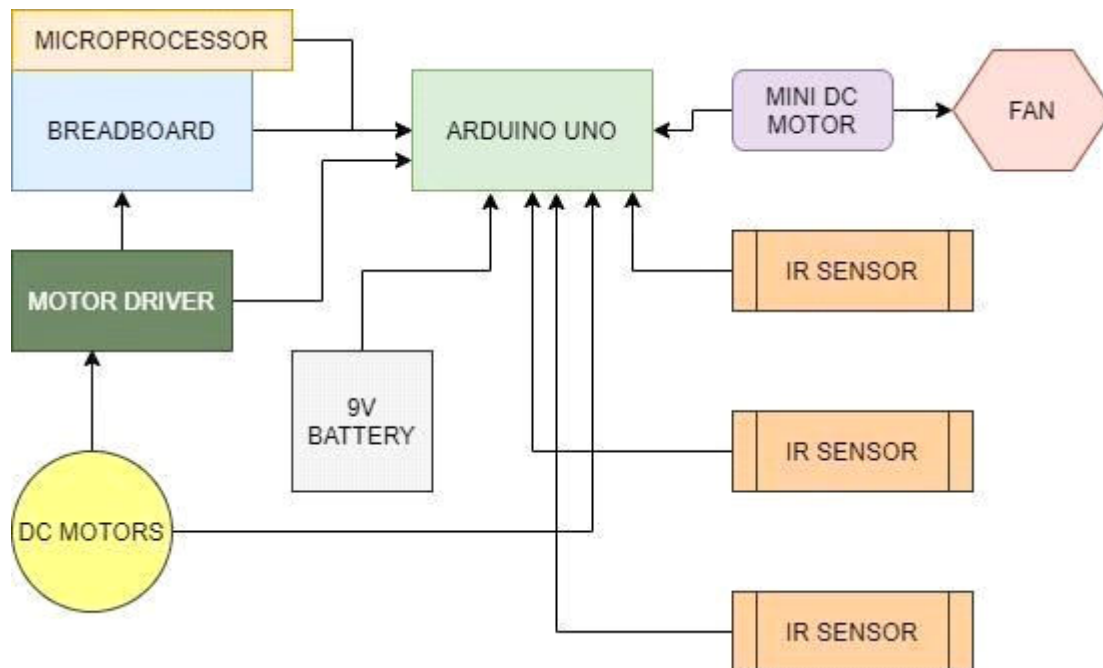 MICROPROCESSOR
BREADBOARD
ARDUINO UNO
MINI DC
MOTOR
FAN
IR SENSOR
MOTOR DRIVER
9V
BATTERY
IR SENSOR
DC MOTORS
IR SENSOR